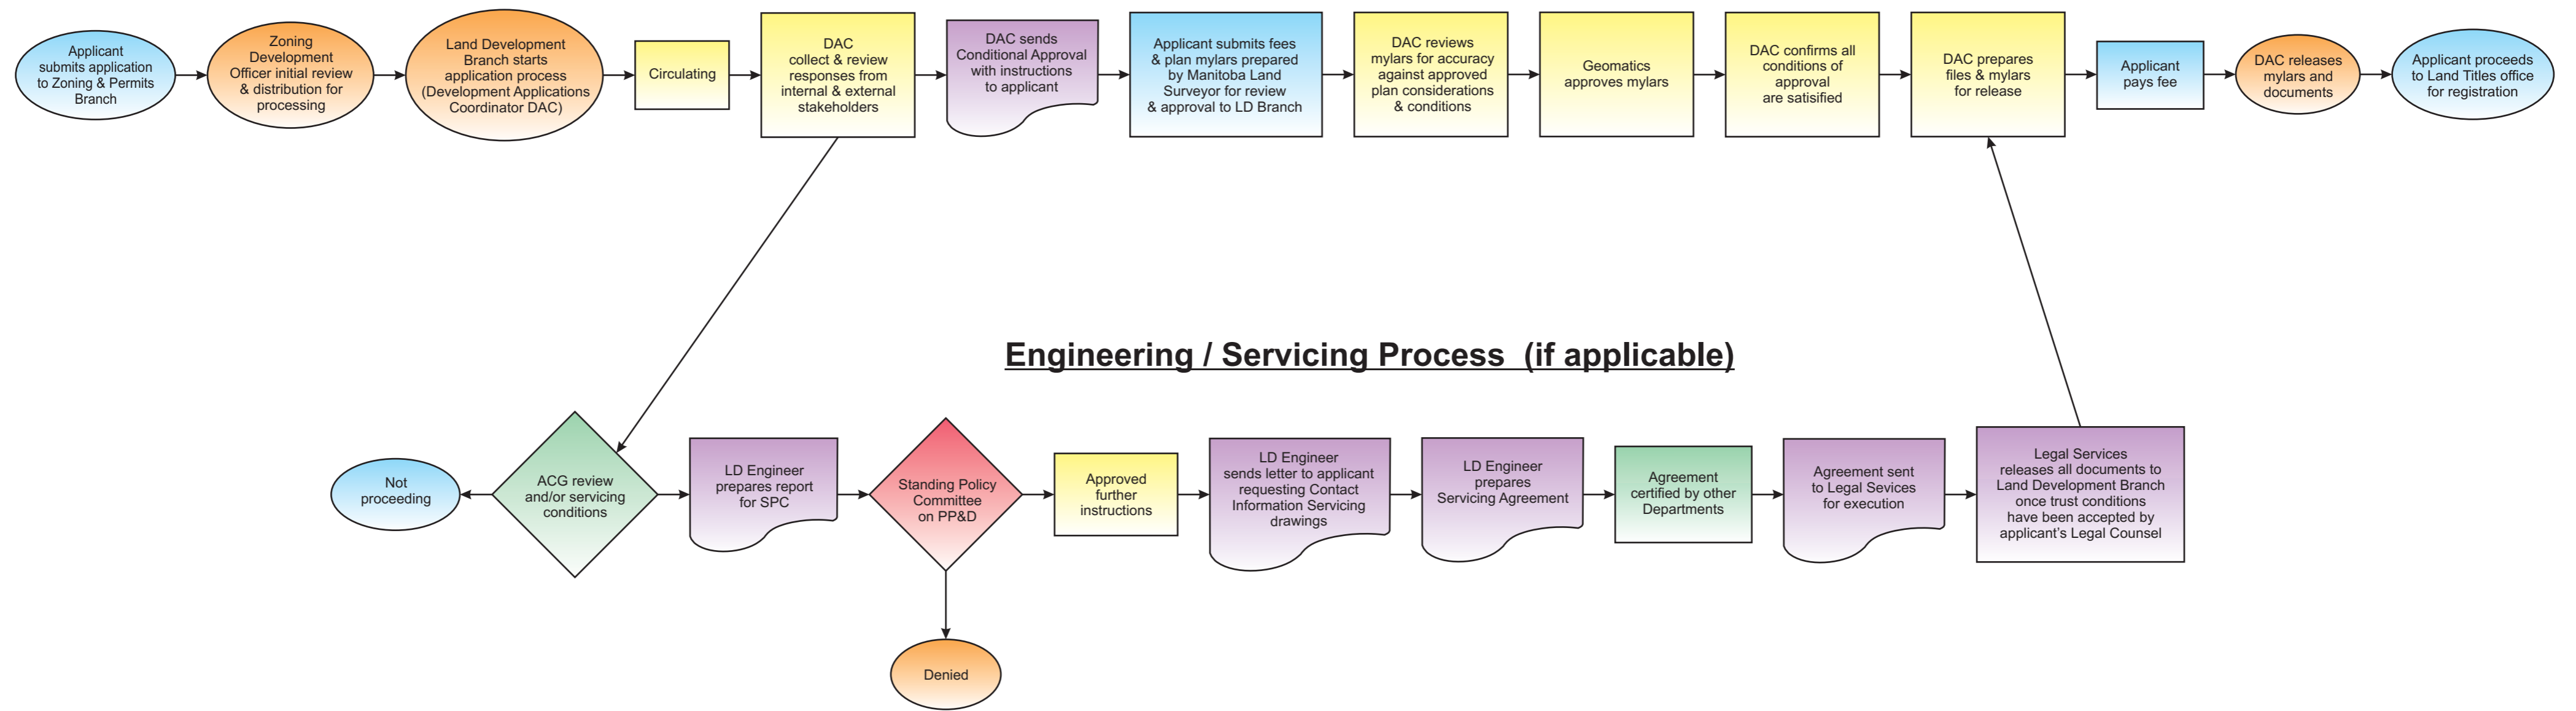 Applicant
submits application
to Zoning & Permits
Branch
Zoning
Development
Officer initial review
& distribution for
processing
Land Development
Branch starts
application process
(Development Applications
Coordinator DAC)
Circulating
DAC
collect & review
responses from
internal & external
stakeholders
DAC sends
Conditional Approval
with instructions
to applicant
Applicant submits fees
& plan mylars prepared
by Manitoba Land
Surveyor for review
& approval to LD Branch
DAC reviews
mylars for accuracy
against approved
plan considerations
& conditions
Geomatics
approves mylars
DAC confirms all
conditions of
approval
are satisified
DAC prepares
files & mylars
for release
Applicant
pays fee
DAC releases
mylars and
documents
Applicant proceeds
to Land Titles office
for registration
Engineering / Servicing Process (if applicable)
Not
proceeding
ACG review
and/or servicing
conditions
LD Engineer
prepares report
for SPC
Standing Policy
Committee
on PP&D
Approved
further
instructions
LD Engineer
sends letter to applicant
requesting Contact
Information Servicing
drawings
LD Engineer
prepares
Servicing Agreement
Agreement
certified by other
Departments
Agreement sent
to Legal Sevices
for execution
Legal Services
releases all documents to
Land Development Branch
once trust conditions
have been accepted by
applicant's Legal Counsel
Denied